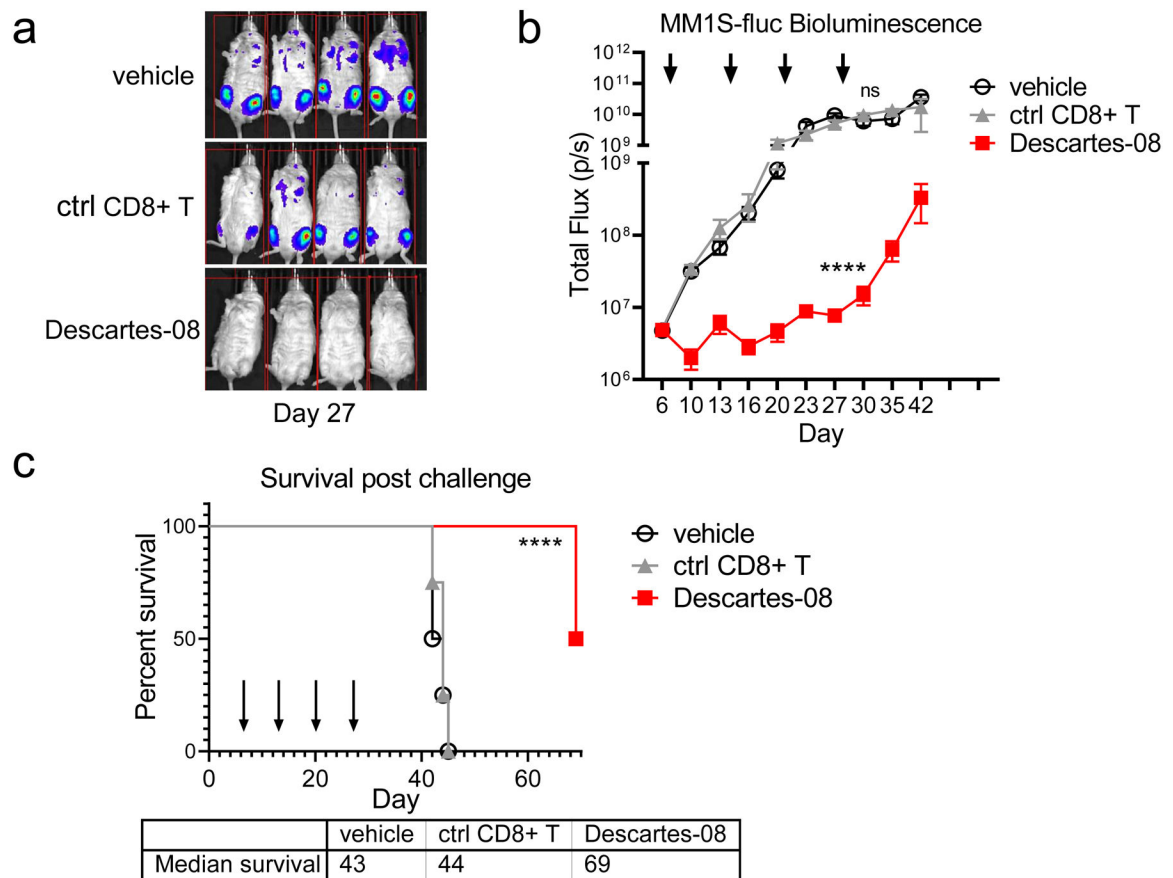 a
vehicle
ctrl CD8+ T
Descartes-08
Day 27
b
MM1S-fluc Bioluminescence
10¹²
10¹¹
10¹⁰
10⁹
10⁹
10⁸
10⁷
10⁶
Total Flux (p/s)
ns
****
6 10 13 16 20 23 27 30 35 42
Day
vehicle
ctrl CD8+ T
Descartes-08
c
Survival post challenge
100
50
0
Percent survival
****
0 20 40 60
Day
vehicle
ctrl CD8+ T
Descartes-08
vehicle ctrl CD8+ T Descartes-08
Median survival 43 44 69